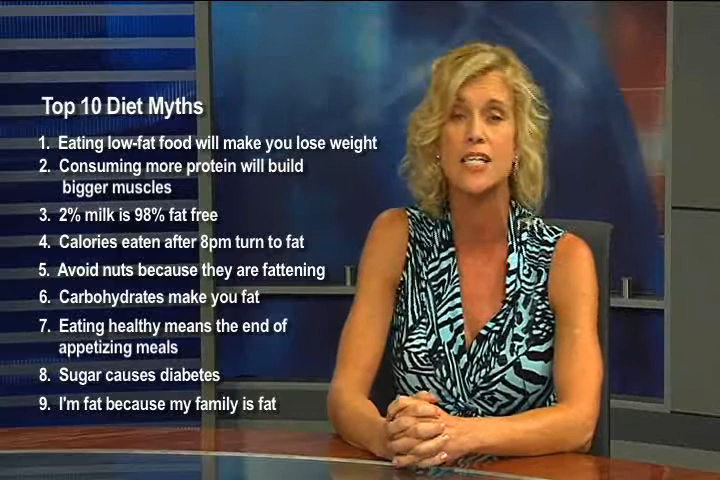 Top 10 Diet Myths
1. Eating low-fat food will make you lose weight
2. Consuming more protein will build
bigger muscles
3. 2% milk is 98% fat free
4. Calories eaten after 8pm turn to fat
5. Avoid nuts because they are fattening
6. Carbohydrates make you fat
7. Eating healthy means the end of
appetizing meals
8. Sugar causes diabetes
9. I'm fat because my family is fat